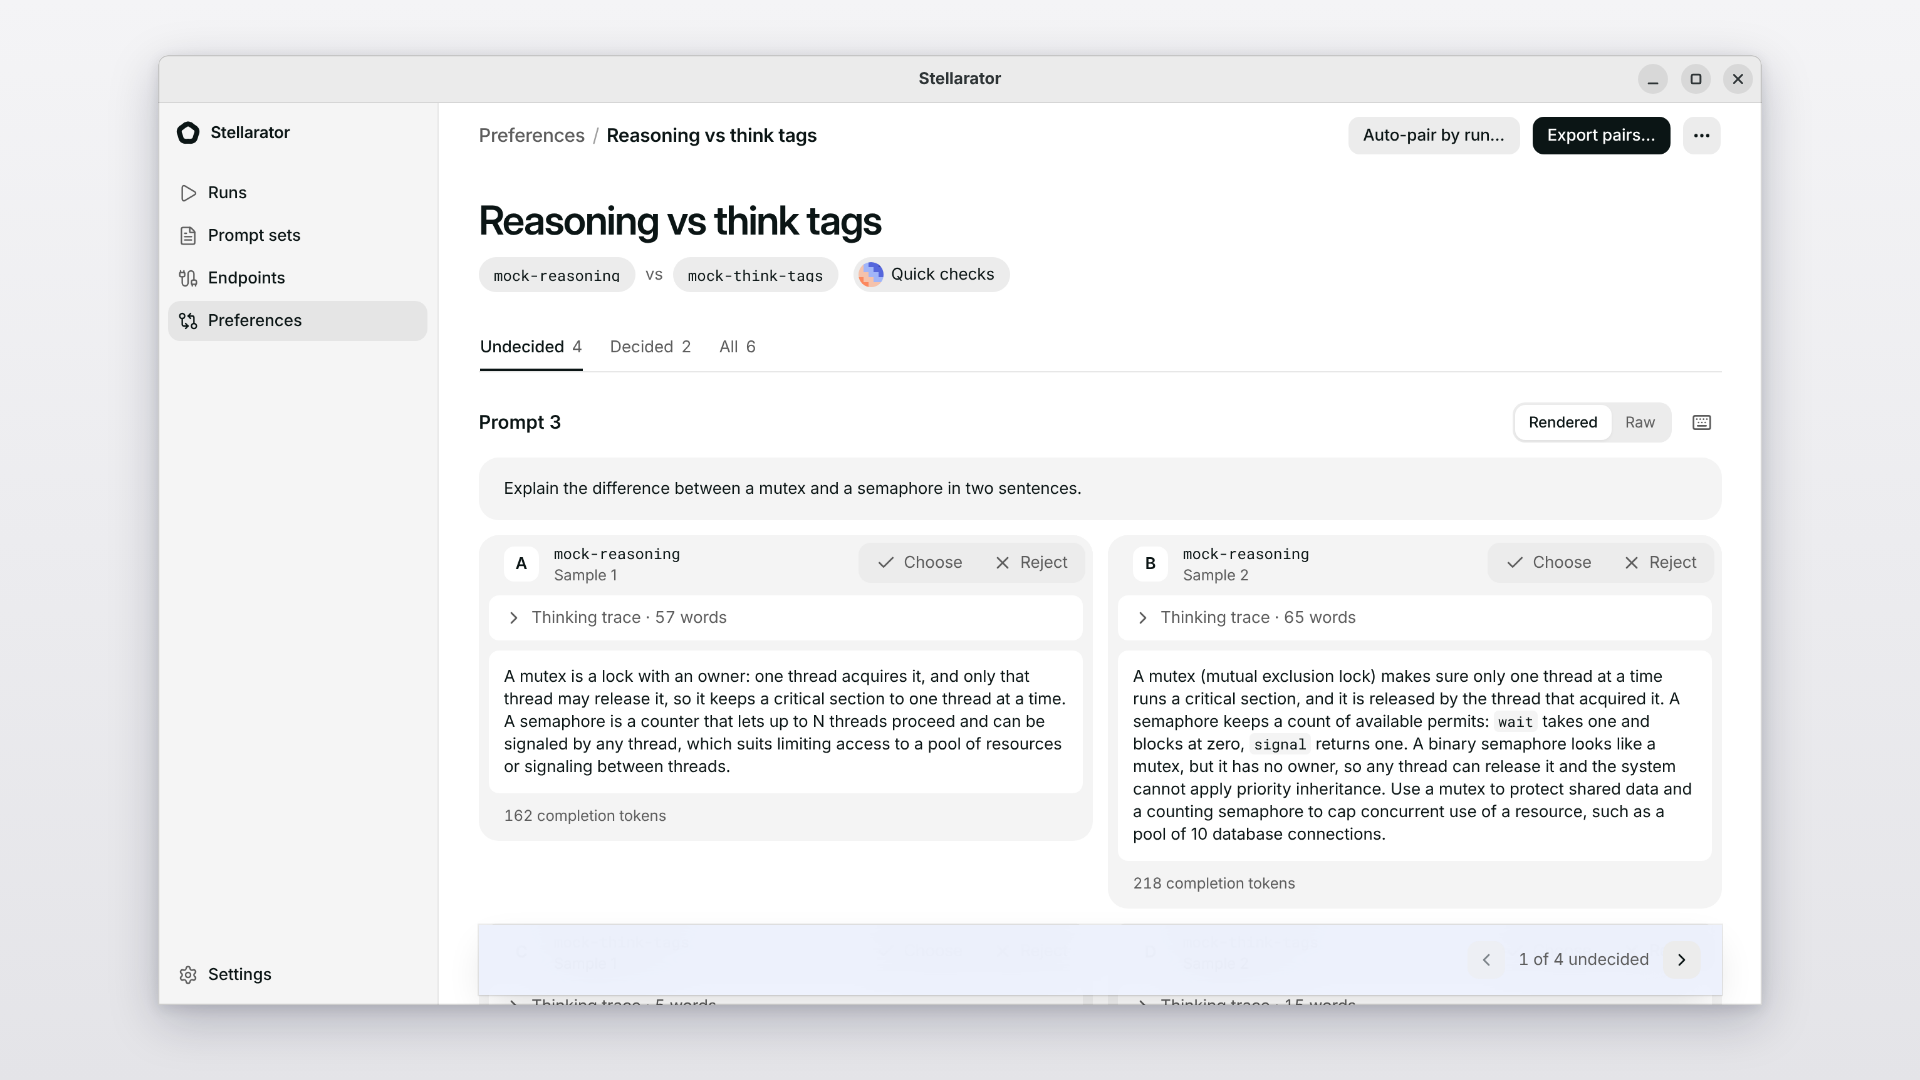 Stellarator
Stellarator
Runs
Prompt sets
Endpoints
Preferences
Settings
Preferences / Reasoning vs think tags
Auto-pair by run...
Export pairs...
Reasoning vs think tags
mock-reasoning vs mock-think-tags Quick checks
Undecided 4 Decided 2 All 6
Prompt 3
Rendered Raw
Explain the difference between a mutex and a semaphore in two sentences.
A
mock-reasoning
Sample 1
Choose Reject
Thinking trace · 57 words
A mutex is a lock with an owner: one thread acquires it, and only that
thread may release it, so it keeps a critical section to one thread at a time.
A semaphore is a counter that lets up to N threads proceed and can be
signaled by any thread, which suits limiting access to a pool of resources
or signaling between threads.
162 completion tokens
B
mock-reasoning
Sample 2
Choose Reject
Thinking trace · 65 words
A mutex (mutual exclusion lock) makes sure only one thread at a time
runs a critical section, and it is released by the thread that acquired it. A
semaphore keeps a count of available permits: wait takes one and
blocks at zero, signal returns one. A binary semaphore looks like a
mutex, but it has no owner, so any thread can release it and the system
cannot apply priority inheritance. Use a mutex to protect shared data and
a counting semaphore to cap concurrent use of a resource, such as a
pool of 10 database connections.
218 completion tokens
1 of 4 undecided
Thinking trace · 5 words
Thinking trace · 15 words